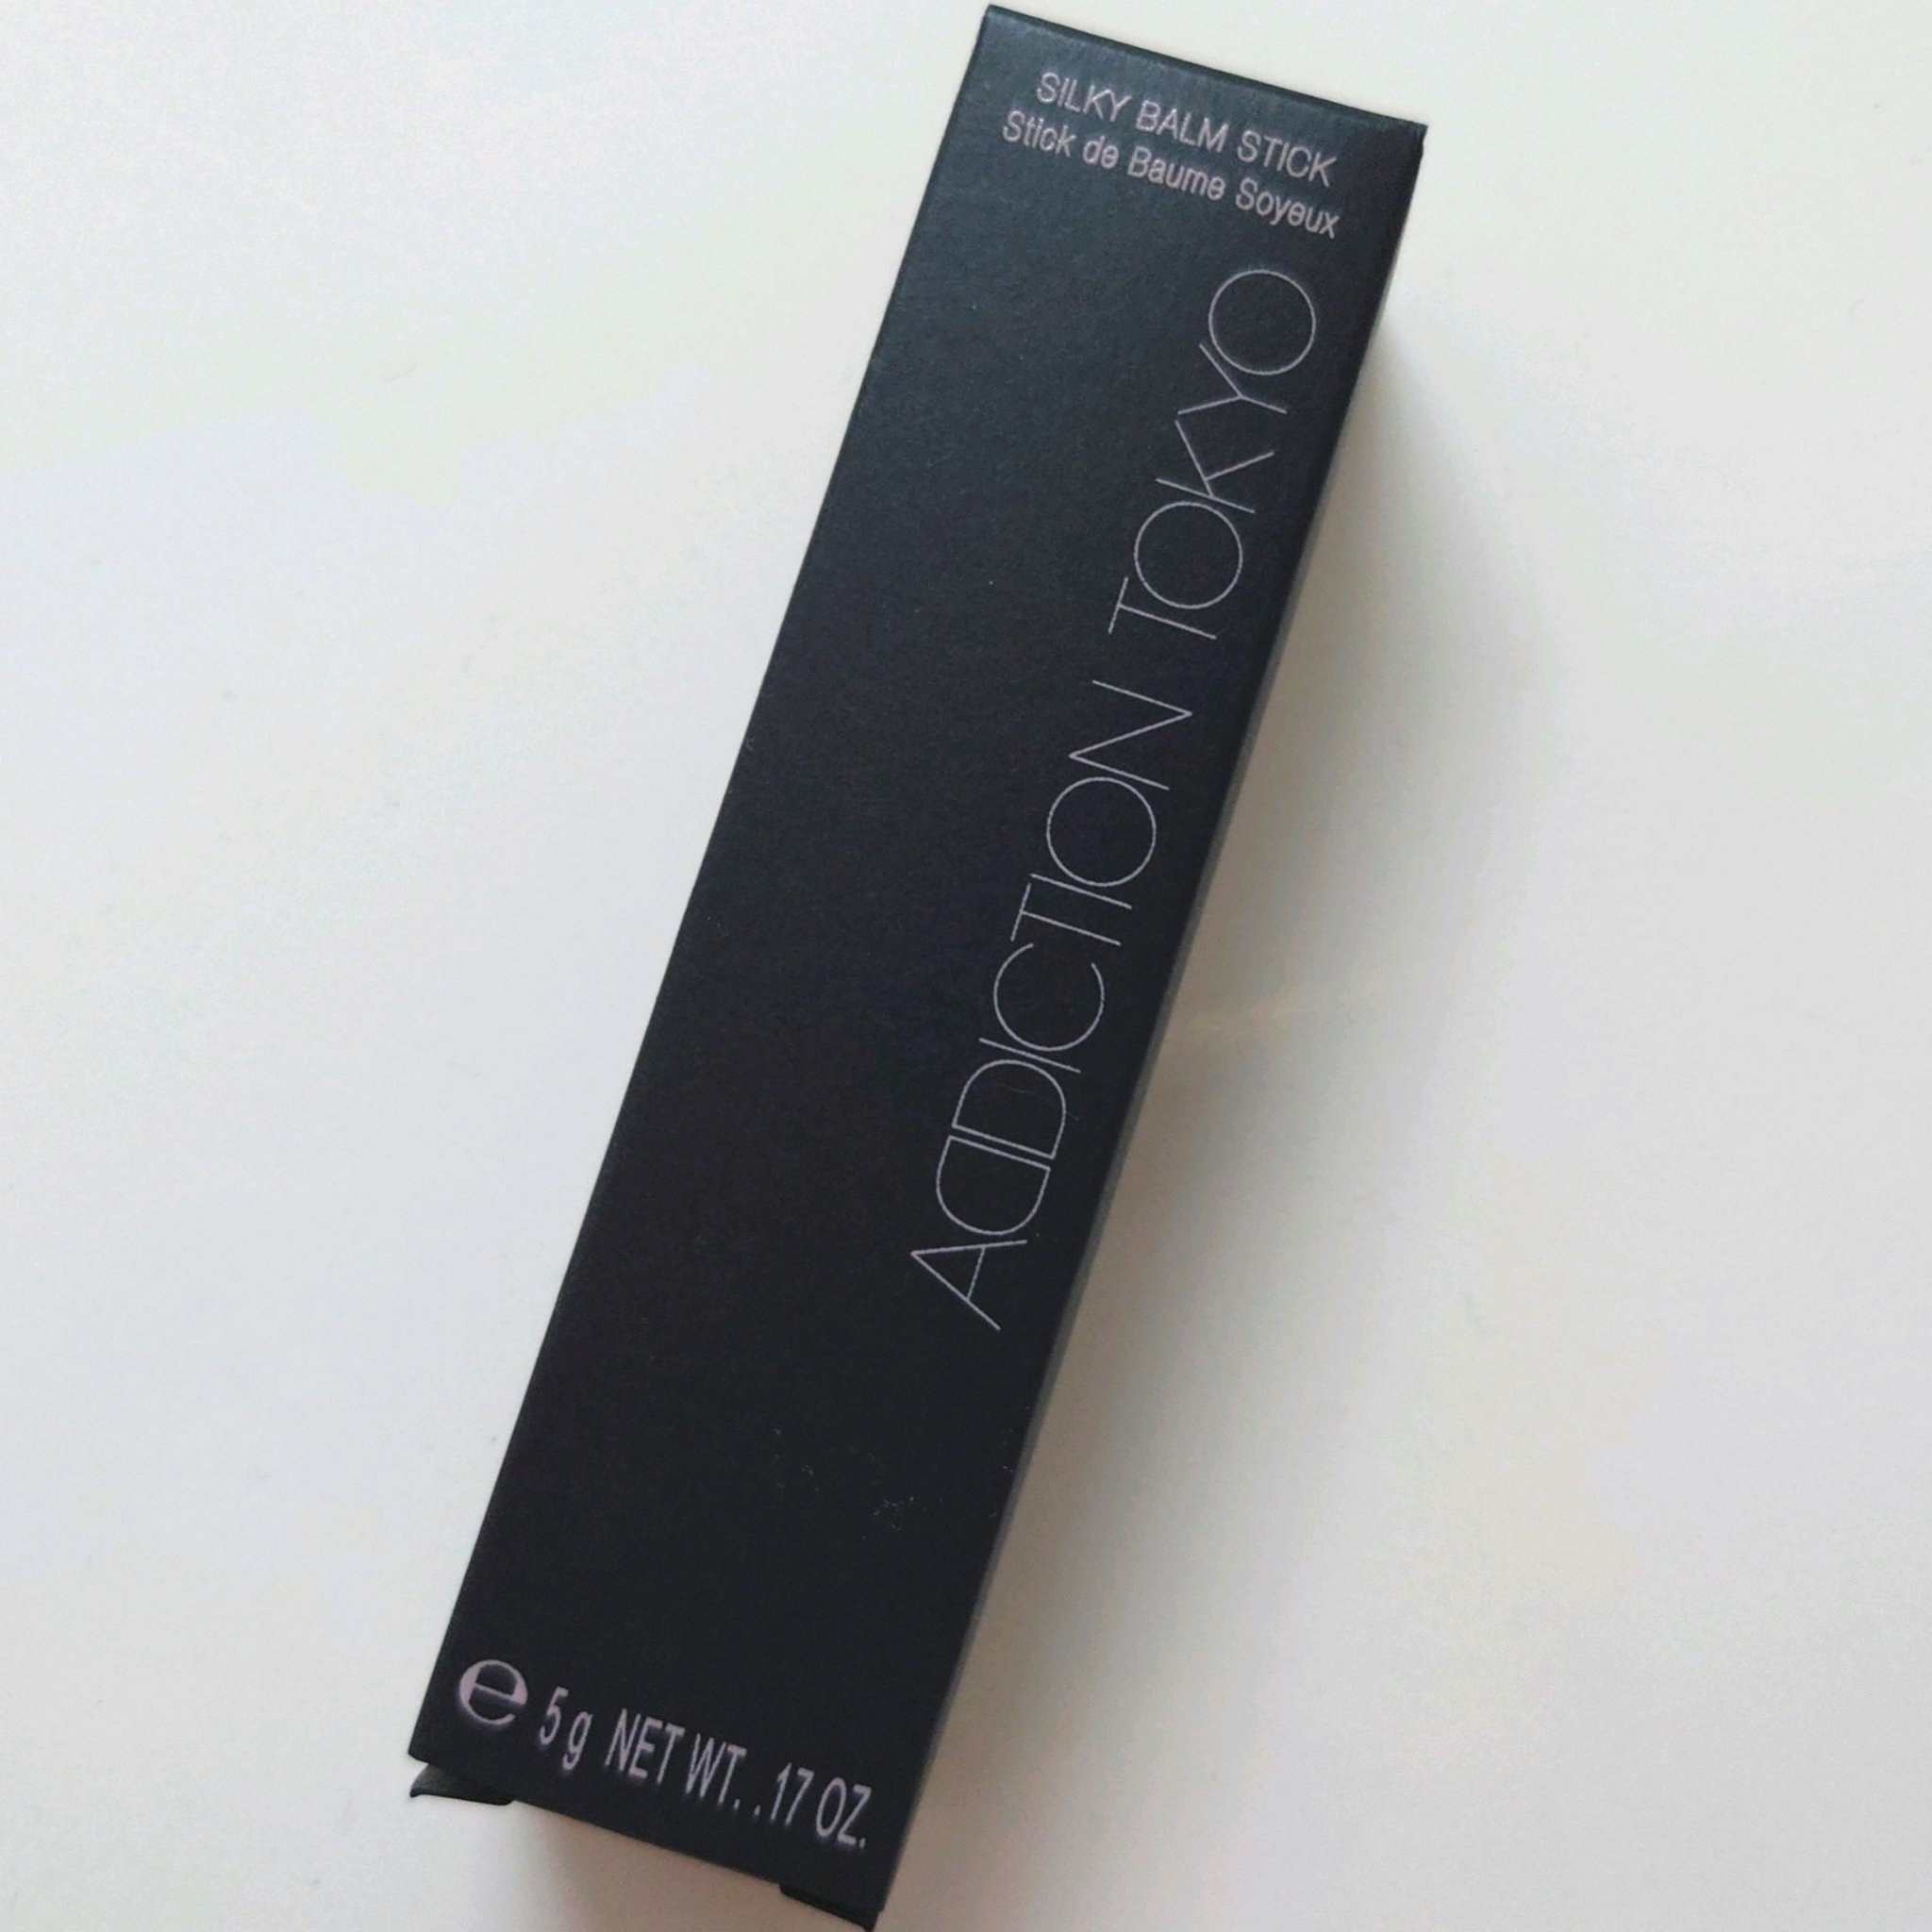 SILKY BALM STICK
Stick de Baume Soyeux
ADDICTION TOKYO
e 5 g NET WT. .17 OZ.